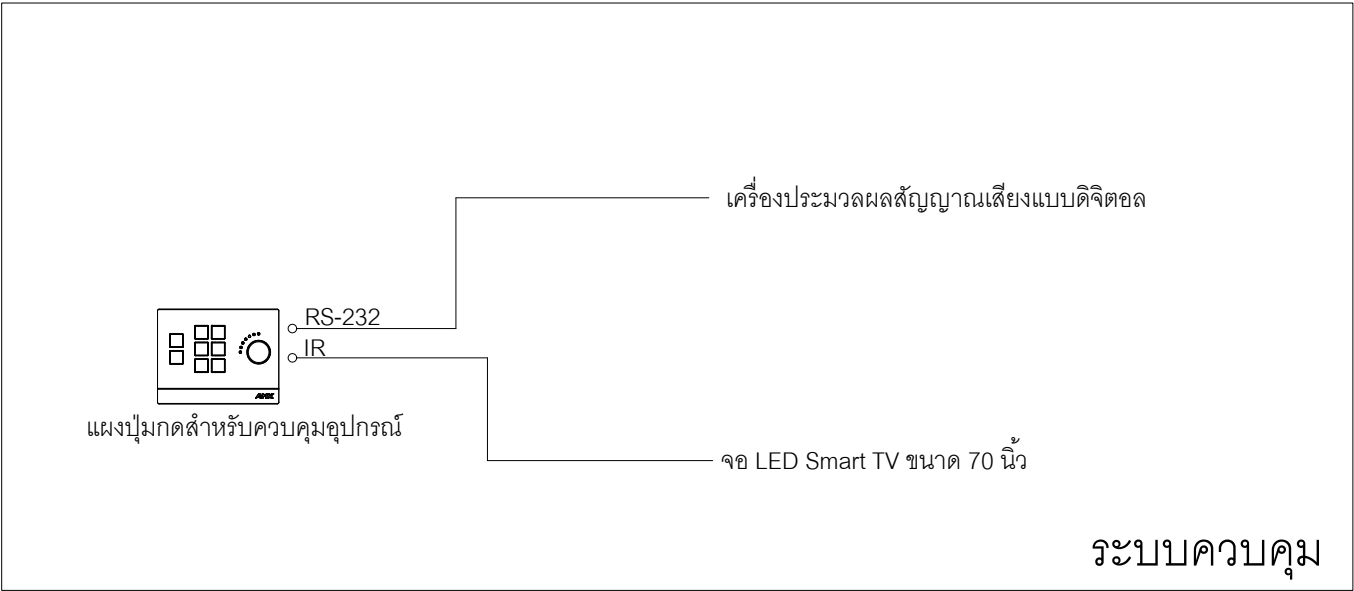 เครื่องประมวลผลสัญญาณเสียงแบบดิจิตอล
RS-232
IR
แผงปุ่มกดสำหรับควบคุมอุปกรณ์
จอ LED Smart TV ขนาด 70 นิ้ว
ระบบควบคุม